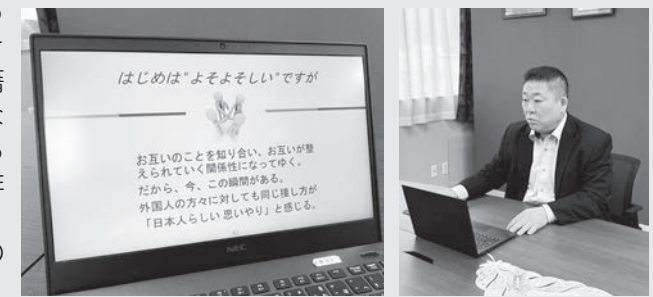 はじめは"よそよそしい"ですが
お互いのことを知り合い、お互いが整
えられていく関係性になってゆく。
だから、今、この瞬間がある。
外国人の方々に対しても同じ接し方が
「日本人らしい思いやり」と感じる。
NEC